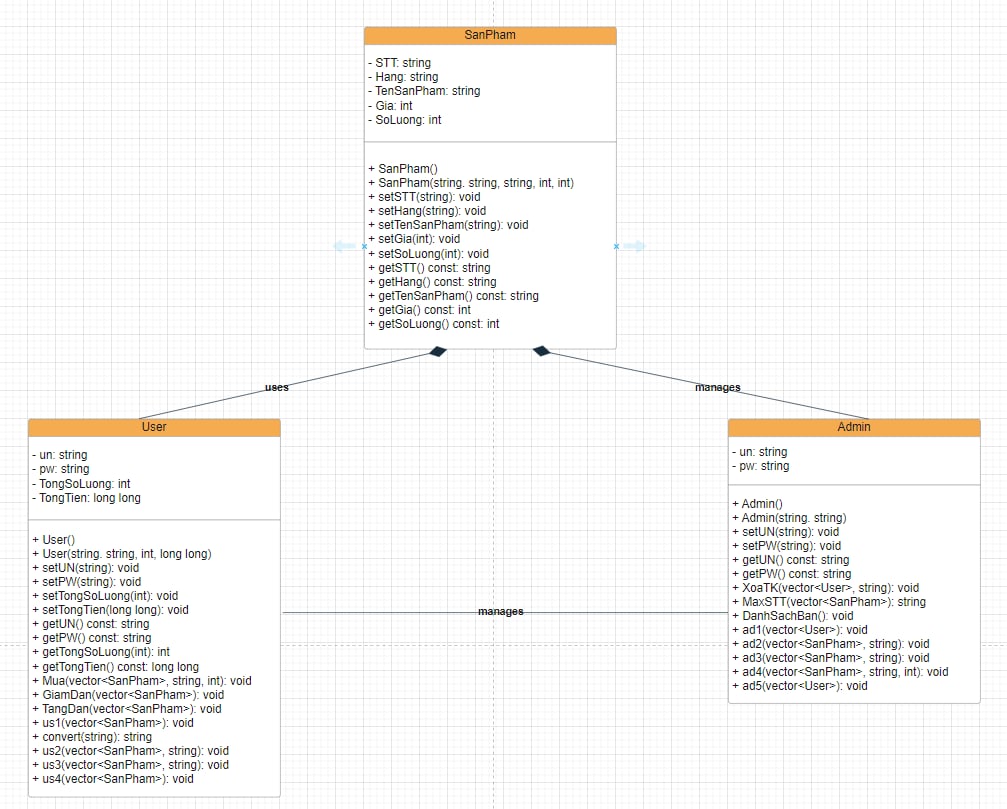 SanPham
- STT: string
- Hang: string
- TenSanPham: string
- Gia: int
- SoLuong: int
+ SanPham()
+ SanPham(string. string, string, int, int)
+ setSTT(string): void
+ setHang(string): void
+ setTenSanPham(string): void
+ setGia(int): void
+ setSoLuong(int): void
+ getSTT() const: string
+ getHang() const: string
+ getTenSanPham() const: string
+ getGia() const: int
+ getSoLuong() const: int
uses
manages
User
- un: string
- pw: string
- TongSoLuong: int
- TongTien: long long
+ User()
+ User(string. string, int, long long)
+ setUN(string): void
+ setPW(string): void
+ setTongSoLuong(int): void
+ setTongTien(long long): void
+ getUN() const: string
+ getPW() const: string
+ getTongSoLuong(int): int
+ getTongTien() const: long long
+ Mua(vector<SanPham>, string, int): void
+ GiamDan(vector<SanPham>): void
+ TangDan(vector<SanPham>): void
+ us1(vector<SanPham>): void
+ convert(string): string
+ us2(vector<SanPham>, string): void
+ us3(vector<SanPham>, string): void
+ us4(vector<SanPham>): void
manages
Admin
- un: string
- pw: string
+ Admin()
+ Admin(string. string)
+ setUN(string): void
+ setPW(string): void
+ getUN() const: string
+ getPW() const: string
+ XoaTK(vector<User>, string): void
+ MaxSTT(vector<SanPham>): string
+ DanhSachBan(): void
+ ad1(vector<User>): void
+ ad2(vector<SanPham>, string): void
+ ad3(vector<SanPham>, string): void
+ ad4(vector<SanPham>, string, int): void
+ ad5(vector<User>): void